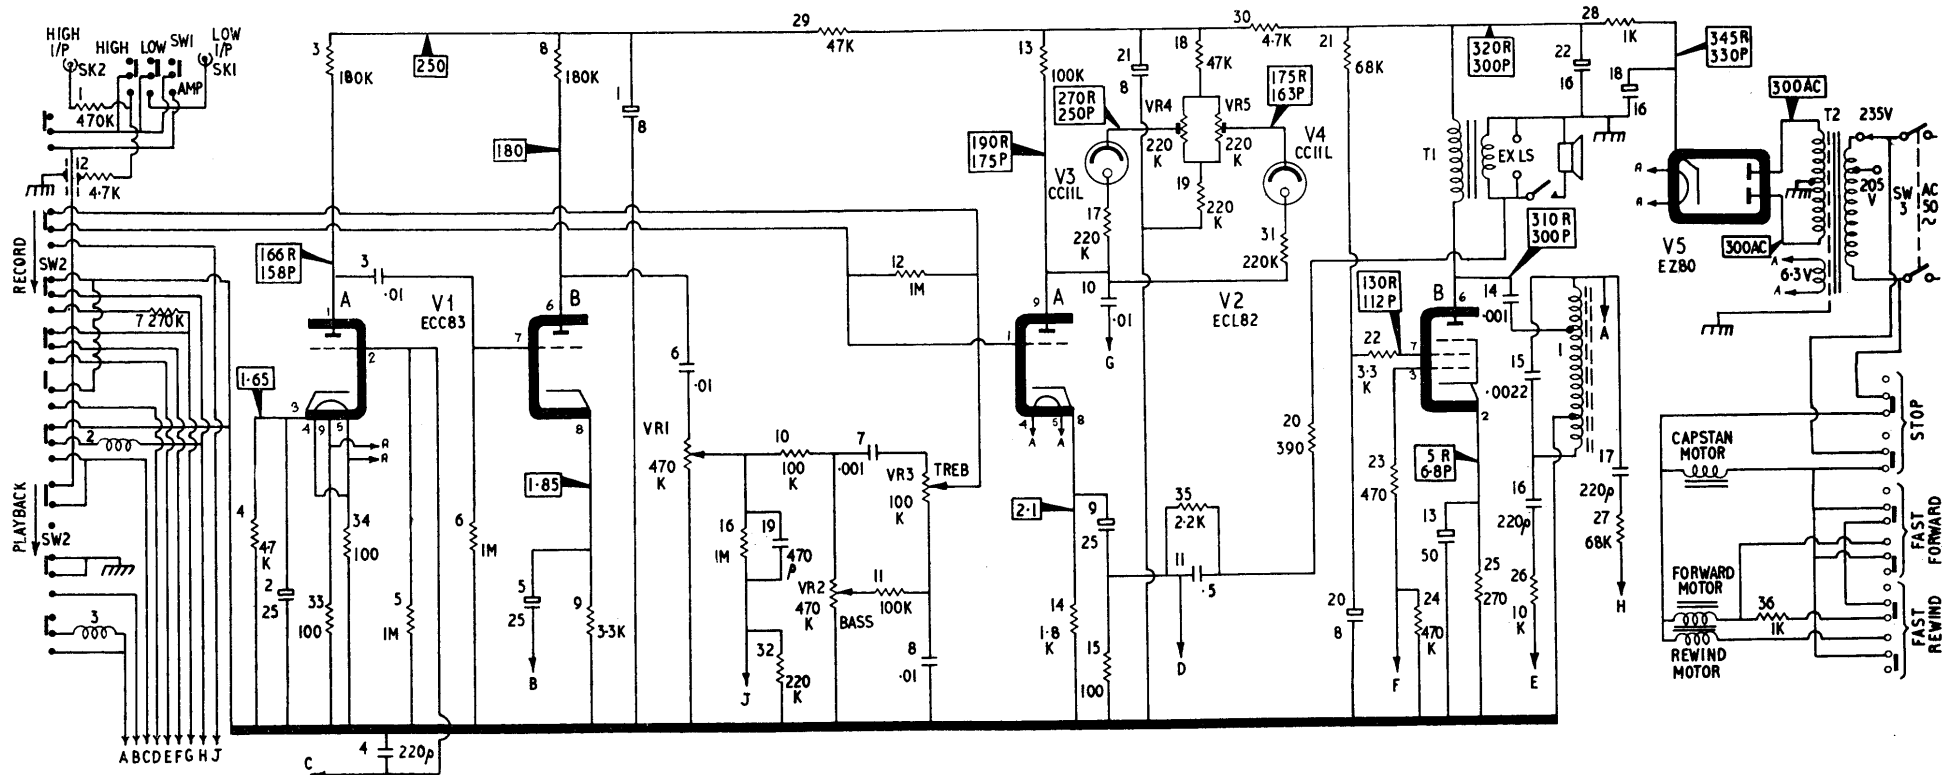 HIGH I/P
SK2
HIGH
LOW
SW1
LOW I/P
SK1
AMP
1
470K
12
4.7K
RECORD
SW2
7 270K
2
PLAYBACK
SW2
3
A B C D E F G H J
3
180K
250
166R
158P
3
.01
A
1
2
V1
ECC83
1.65
3
4 9 5
A
A
4
47K
2
25
33
100
34
100
5
1M
6
1M
4
220p
C
8
180K
180
6
B
7
8
1.85
5
25
B
9
3.3K
1
8
6
.01
VR1
470K
10
100K
7
.001
VR3
100K
TREB
16
1M
19
470p
VR2
470K
BASS
11
100K
32
220K
J
8
.01
29
47K
12
1M
13
100K
190R
175P
9
A
1
4 5 8
A A
2.1
9
25
14
1.8K
15
100
270R
250P
V3
CC11L
17
220K
10
.01
G
21
8
18
47K
VR4
220K
VR5
220K
19
220K
175R
163P
V4
CC11L
31
220K
V2
ECL82
35
2.2K
11
.5
D
20
390
30
4.7K
21
68K
130R
112P
22
3.3K
7
3
B
6
2
23
470
F
24
470K
20
8
5R
6.8P
13
50
25
270
320R
300P
T1
EX LS
22
16
28
1K
18
16
345R
330P
310R
300P
14
.001
15
.0022
1
A
16
220p
26
10K
E
17
220p
27
68K
H
A
A
V5
EZ80
300AC
300AC
T2
A
6.3V
A
235V
205V
SW3
AC
50~
STOP
CAPSTAN MOTOR
FAST FORWARD
FORWARD MOTOR
36
1K
REWIND MOTOR
FAST REWIND